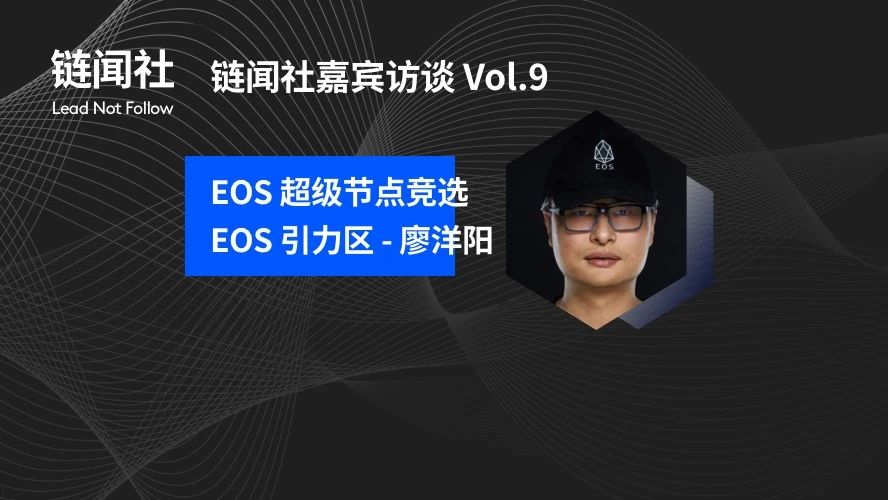 链闻社
Lead Not Follow
链闻社嘉宾访谈 Vol.9
EOS 超级节点竞选
EOS 引力区 - 廖洋阳
EOS